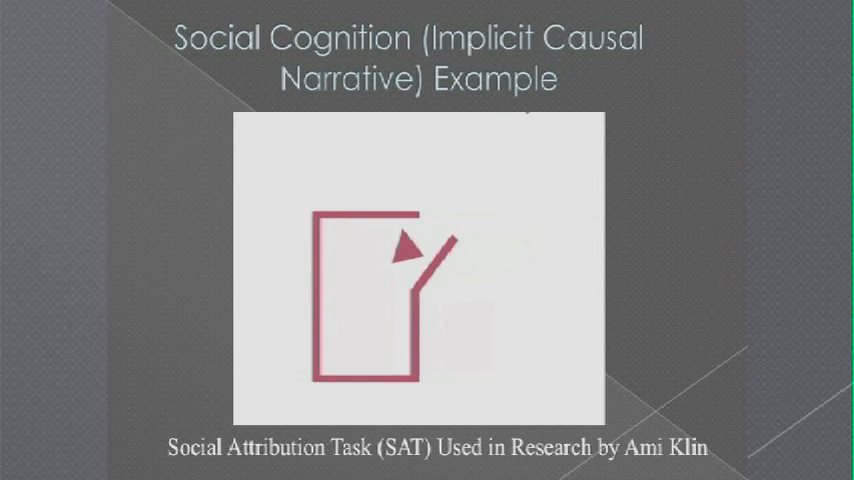 Social Cognition (Implicit Causal
Narrative) Example
Social Attribution Task (SAT) Used in Research by Ami Klin